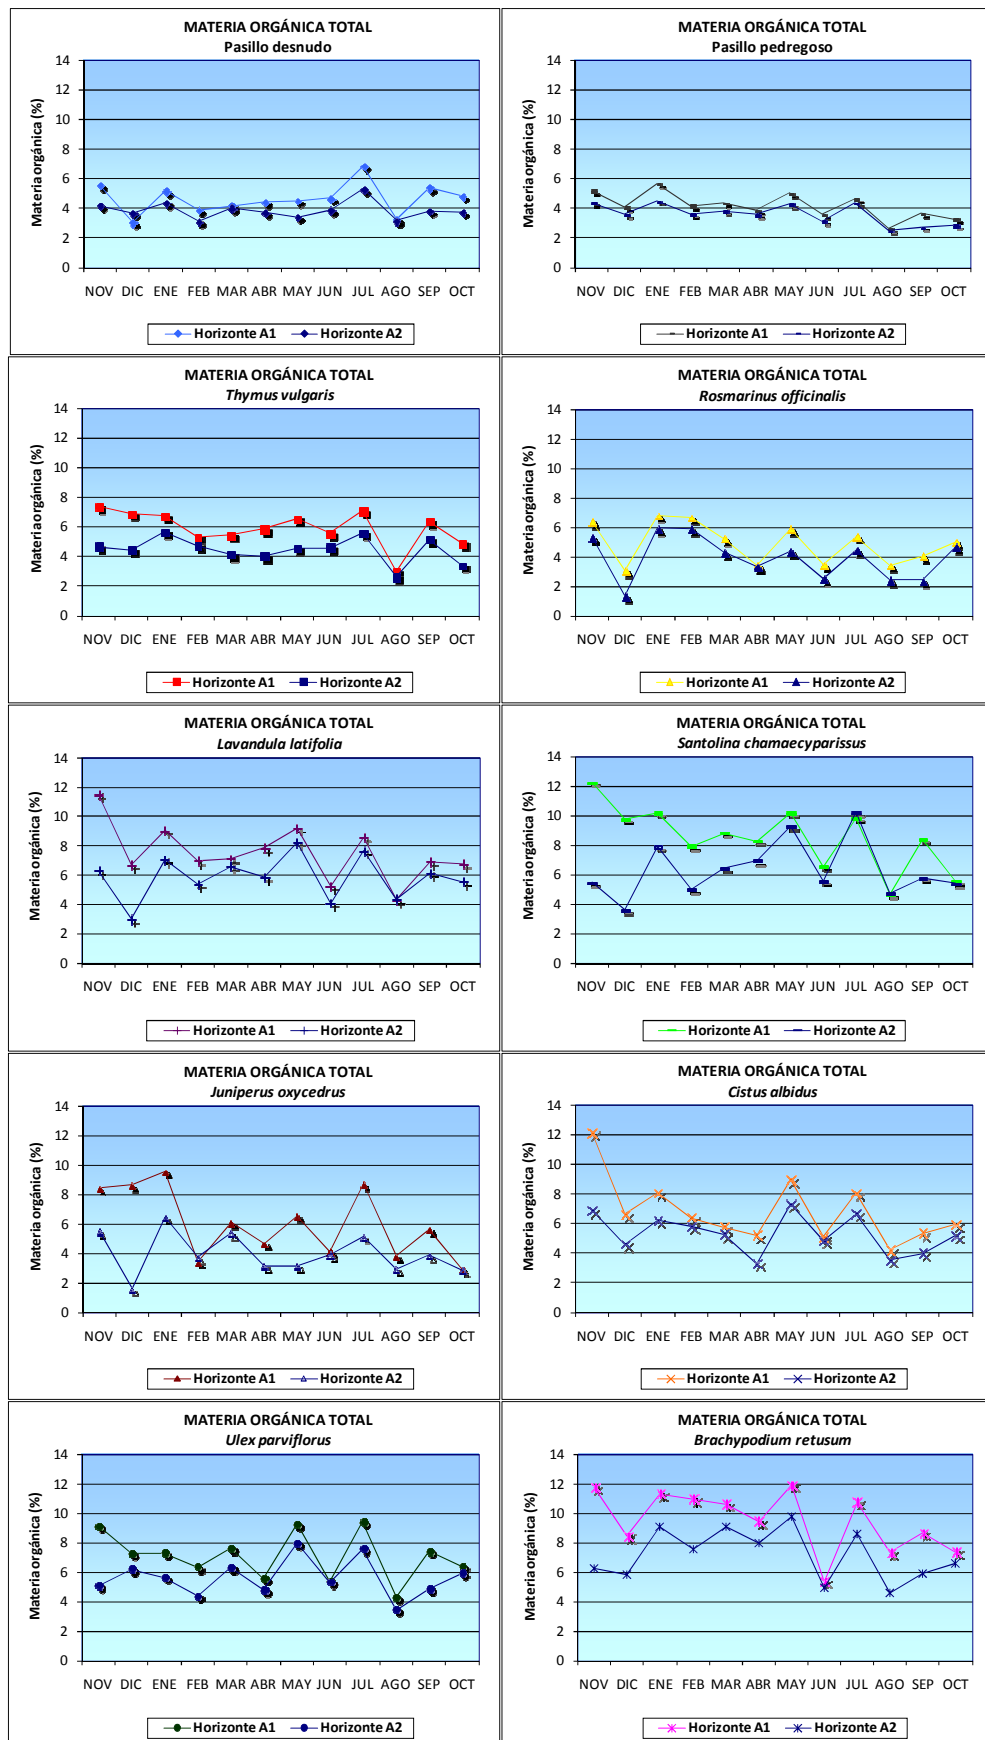 MATERIA ORGÁNICA TOTAL
Pasillo desnudo
Materia orgánica (%)
14
12
10
8
6
4
2
0
NOV DIC ENE FEB MAR ABR MAY JUN JUL AGO SEP OCT
Horizonte A1 Horizonte A2
MATERIA ORGÁNICA TOTAL
Pasillo pedregoso
Materia orgánica (%)
14
12
10
8
6
4
2
0
NOV DIC ENE FEB MAR ABR MAY JUN JUL AGO SEP OCT
Horizonte A1 Horizonte A2
MATERIA ORGÁNICA TOTAL
Thymus vulgaris
Materia orgánica (%)
14
12
10
8
6
4
2
0
NOV DIC ENE FEB MAR ABR MAY JUN JUL AGO SEP OCT
Horizonte A1 Horizonte A2
MATERIA ORGÁNICA TOTAL
Rosmarinus officinalis
Materia orgánica (%)
14
12
10
8
6
4
2
0
NOV DIC ENE FEB MAR ABR MAY JUN JUL AGO SEP OCT
Horizonte A1 Horizonte A2
MATERIA ORGÁNICA TOTAL
Lavandula latifolia
Materia orgánica (%)
14
12
10
8
6
4
2
0
NOV DIC ENE FEB MAR ABR MAY JUN JUL AGO SEP OCT
Horizonte A1 Horizonte A2
MATERIA ORGÁNICA TOTAL
Santolina chamaecyparissus
Materia orgánica (%)
14
12
10
8
6
4
2
0
NOV DIC ENE FEB MAR ABR MAY JUN JUL AGO SEP OCT
Horizonte A1 Horizonte A2
MATERIA ORGÁNICA TOTAL
Juniperus oxycedrus
Materia orgánica (%)
14
12
10
8
6
4
2
0
NOV DIC ENE FEB MAR ABR MAY JUN JUL AGO SEP OCT
Horizonte A1 Horizonte A2
MATERIA ORGÁNICA TOTAL
Cistus albidus
Materia orgánica (%)
14
12
10
8
6
4
2
0
NOV DIC ENE FEB MAR ABR MAY JUN JUL AGO SEP OCT
Horizonte A1 Horizonte A2
MATERIA ORGÁNICA TOTAL
Ulex parviflorus
Materia orgánica (%)
14
12
10
8
6
4
2
0
NOV DIC ENE FEB MAR ABR MAY JUN JUL AGO SEP OCT
Horizonte A1 Horizonte A2
MATERIA ORGÁNICA TOTAL
Brachypodium retusum
Materia orgánica (%)
14
12
10
8
6
4
2
0
NOV DIC ENE FEB MAR ABR MAY JUN JUL AGO SEP OCT
Horizonte A1 Horizonte A2